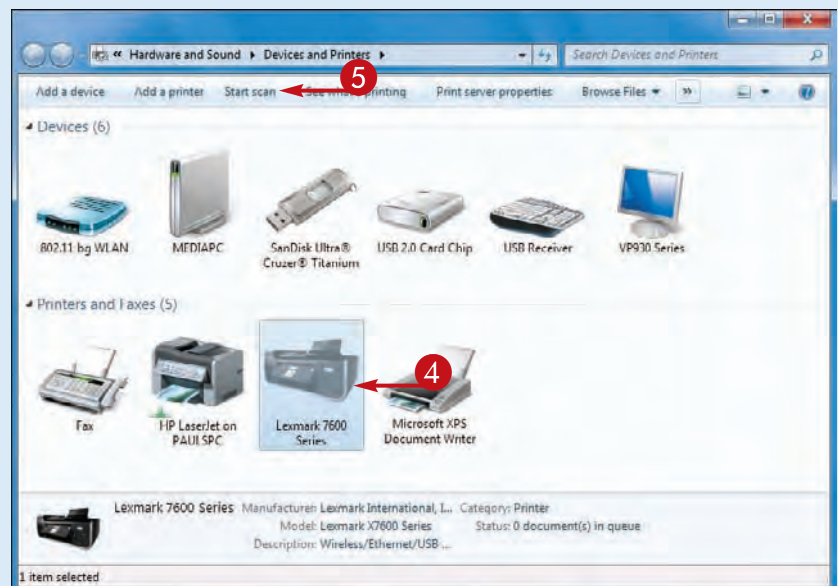 « Hardware and Sound ▸ Devices and Printers ▸ Search Devices and Printers
5
Add a device Add a printer Start scan See what's printing Print server properties Browse Files »
Devices (6)
802.11 bg WLAN MEDIAPC SanDisk Ultra® Cruzer® Titanium USB 2.0 Card Chip USB Receiver VP930 Series
Printers and Faxes (5)
4
Fax HP LaserJet on PAULSPC Lexmark 7600 Series Microsoft XPS Document Writer
Lexmark 7600 Series Manufacturer: Lexmark International, I... Category: Printer
Model: Lexmark X7600 Series Status: 0 document(s) in queue
Description: Wireless/Ethernet/USB ...
1 item selected